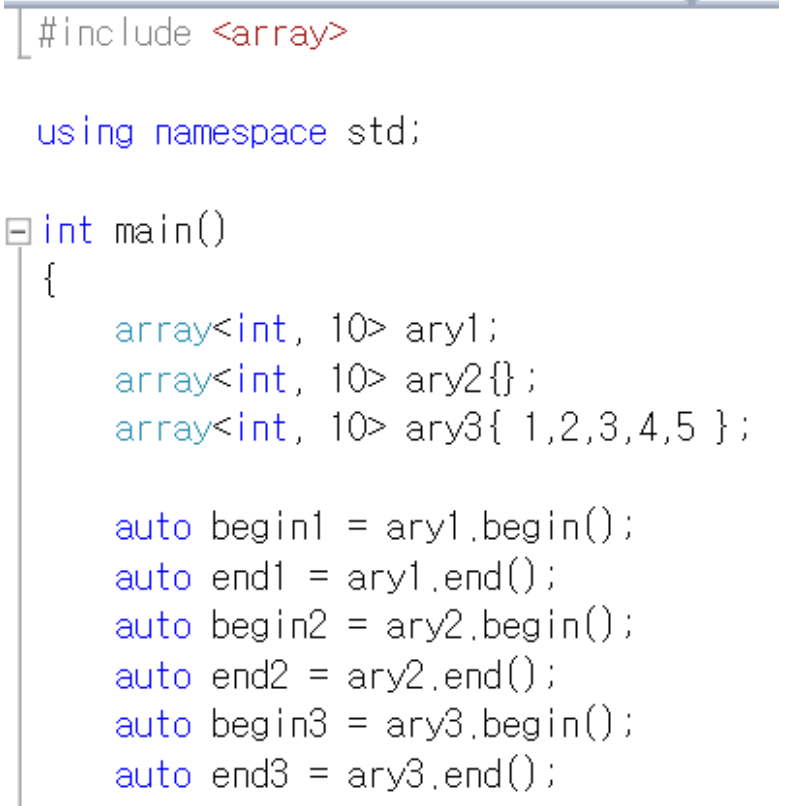 #include <array>
using namespace std;
int main()
{
array<int, 10> ary1;
array<int, 10> ary2{};
array<int, 10> ary3{ 1,2,3,4,5 };
auto begin1 = ary1.begin();
auto end1 = ary1.end();
auto begin2 = ary2.begin();
auto end2 = ary2.end();
auto begin3 = ary3.begin();
auto end3 = ary3.end();